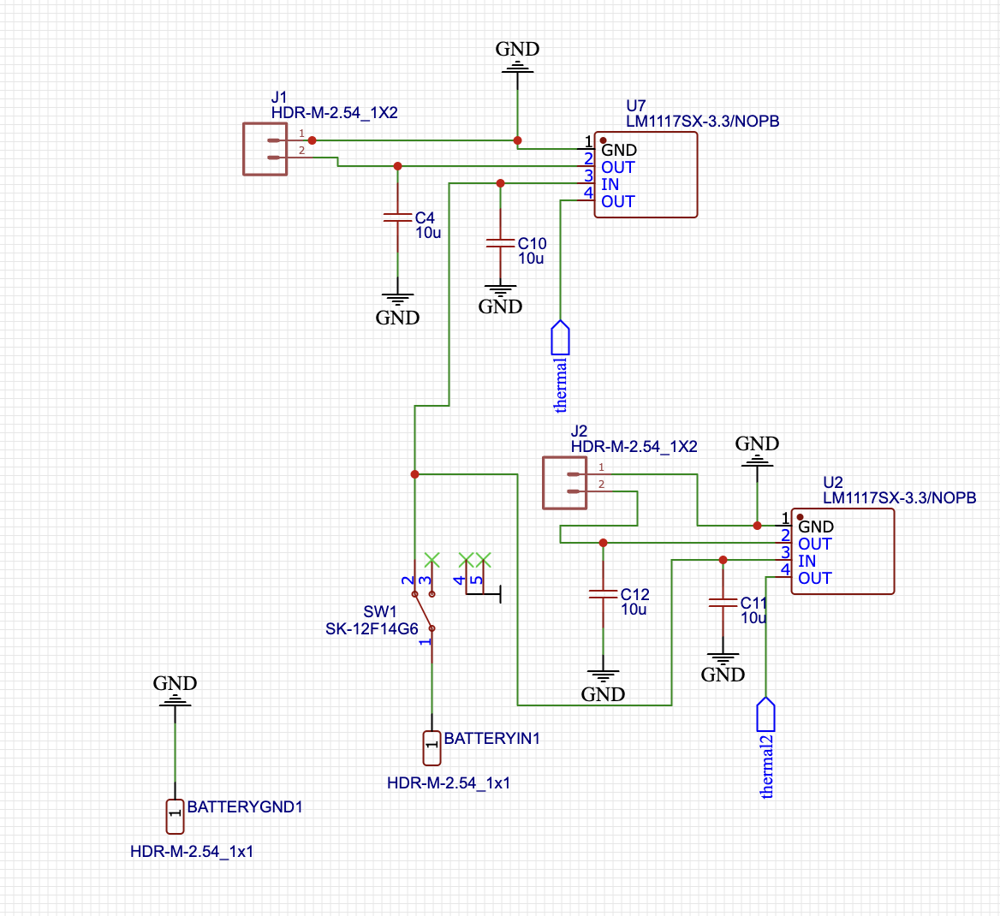 GND
J1
HDR-M-2.54_1X2
1
2
U7
LM1117SX-3.3/NOPB
1
GND
2
OUT
3
IN
4
OUT
C4
10u
GND
C10
10u
GND
thermal
J2
HDR-M-2.54_1X2
1
2
GND
U2
LM1117SX-3.3/NOPB
1
GND
2
OUT
3
IN
4
OUT
2
3
4
5
SW1
SK-12F14G6
1
C12
10u
GND
C11
10u
GND
thermal2
GND
1
BATTERYIN1
HDR-M-2.54_1x1
1
BATTERYGND1
HDR-M-2.54_1x1